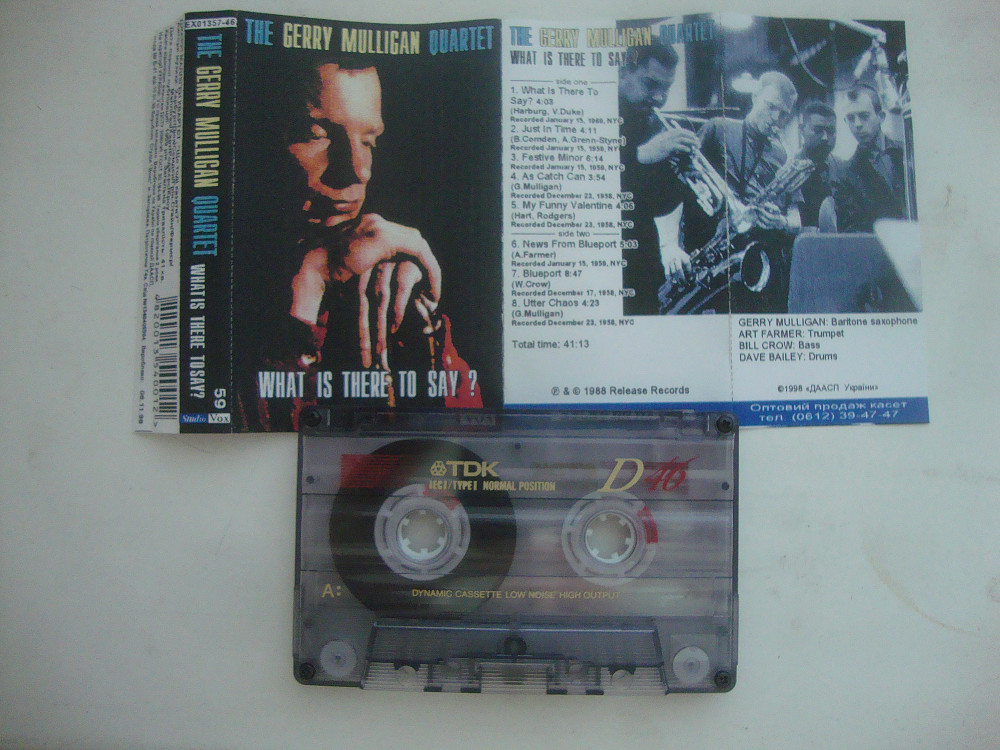 EX01357-46
THE GERRY MULLIGAN QUARTET WHAT IS THERE TO SAY?
59
Studio Vox
THE GERRY MULLIGAN QUARTET
WHAT IS THERE TO SAY ?
THE GERRY MULLIGAN QUARTET
WHAT IS THERE TO SAY ?
side one
1. What Is There To
Say? 4:03
(Harburg, V.Duke)
Recorded January 15, 1959, NYC
2. Just In Time 4:11
(B.Comden, A.Grenn-Styne)
Recorded January 15, 1959, NYC
3. Festive Minor 6:14
Recorded January 15, 1959, NYC
4. As Catch Can 3:54
(G.Mulligan)
Recorded December 23, 1958, NYC
5. My Funny Valentine 4:06
(Hart, Rodgers)
Recorded December 23, 1958, NYC
side two
6. News From Blueport 5:03
(A.Farmer)
Recorded January 15, 1959, NYC
7. Blueport 8:47
(W.Crow)
Recorded December 17, 1958, NYC
8. Utter Chaos 4:23
(G.Mulligan)
Recorded December 23, 1958, NYC
Total time: 41:13
℗ & © 1988 Release Records
GERRY MULLIGAN: Baritone saxophone
ART FARMER: Trumpet
BILL CROW: Bass
DAVE BAILEY: Drums
©1998 «ДААСП України»
Оптовий продаж касет
тел. (0612) 39-47-47
TDK
IECI/TYPEI NORMAL POSITION
D 46
A:
DYNAMIC CASSETTE LOW NOISE HIGH OUTPUT